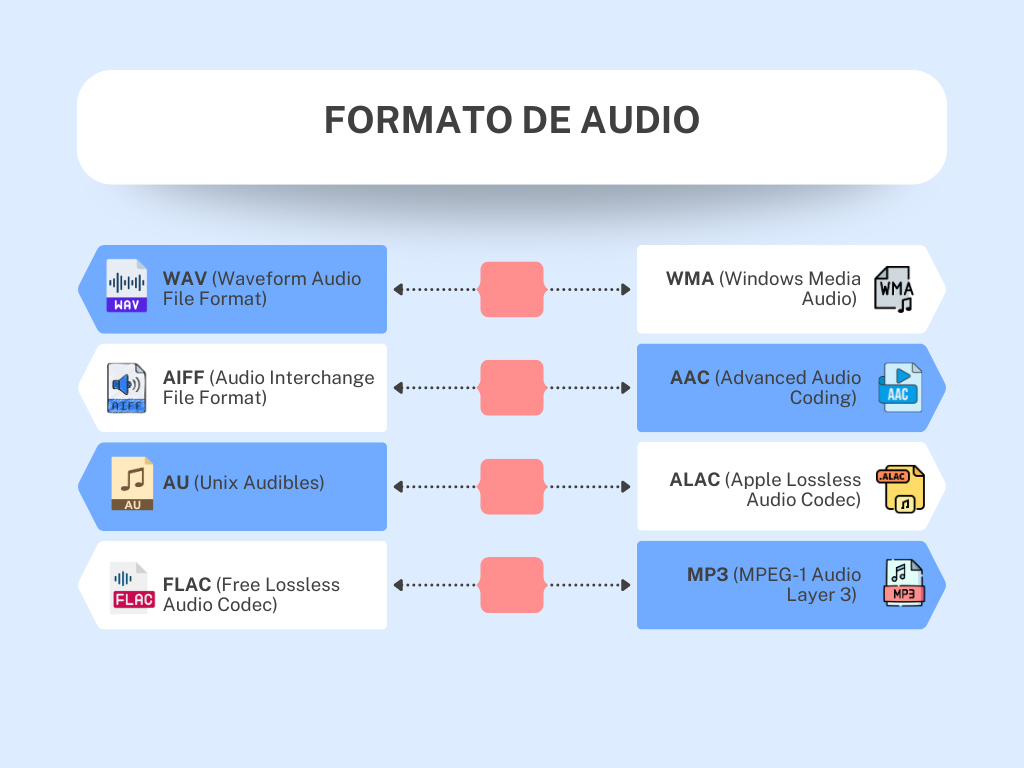 FORMATO DE AUDIO
WAV (Waveform Audio
File Format)
WAV
WMA (Windows Media
Audio)
WMA
AIFF (Audio Interchange
File Format)
AIFF
AAC (Advanced Audio
Coding)
AAC
AU (Unix Audibles)
AU
ALAC (Apple Lossless
Audio Codec)
.ALAC
FLAC (Free Lossless
Audio Codec)
FLAC
MP3 (MPEG-1 Audio
Layer 3)
MP3